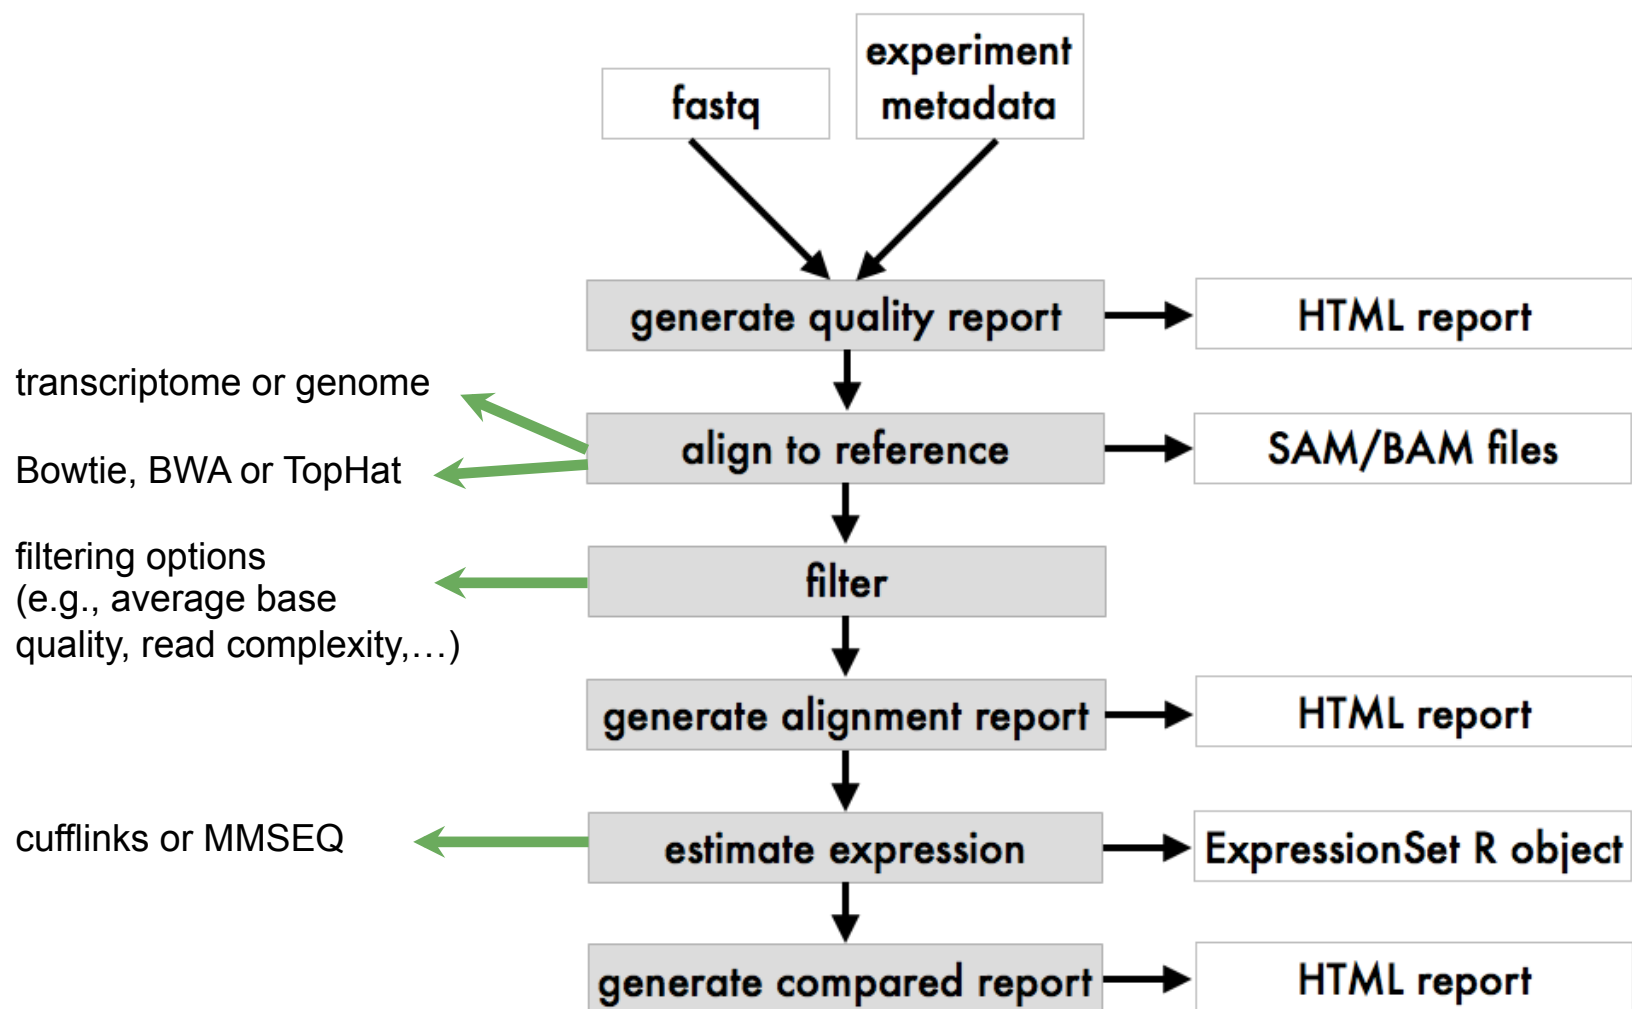 experiment
metadata
fastq
generate quality report
HTML report
transcriptome or genome
align to reference
SAM/BAM files
Bowtie, BWA or TopHat
filtering options
(e.g., average base
quality, read complexity,…)
filter
generate alignment report
HTML report
cufflinks or MMSEQ
estimate expression
ExpressionSet R object
generate compared report
HTML report